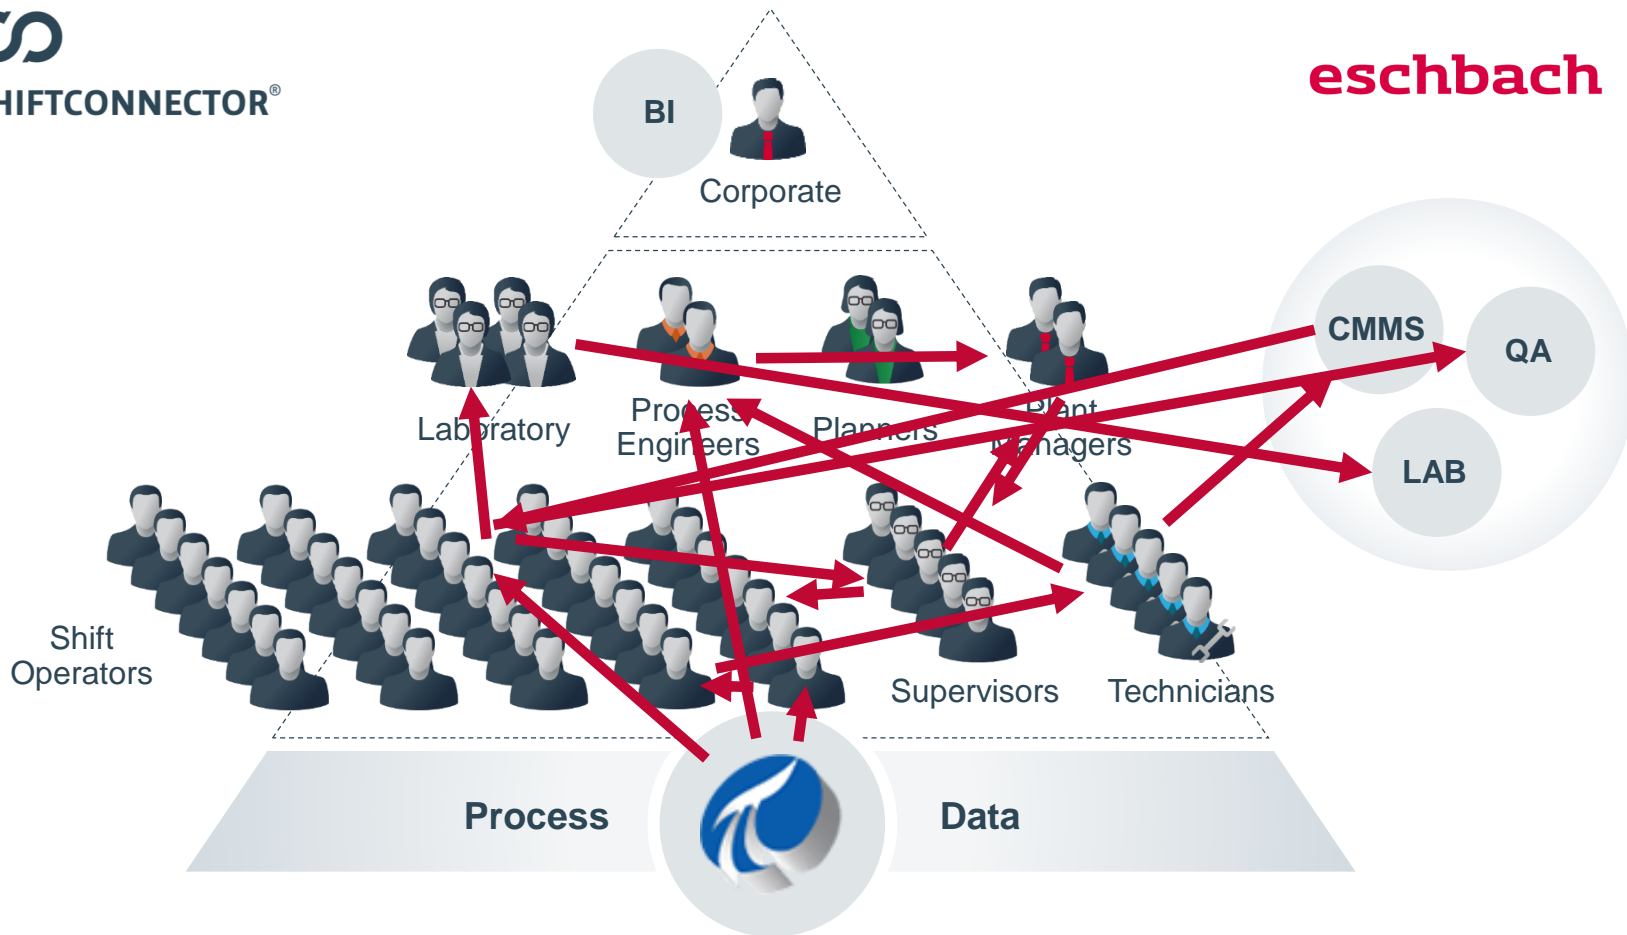 HIFTCONNECTOR®
eschbach
BI
Corporate
CMMS
QA
LAB
Laboratory
Process
Engineers
Planners
Plant
Managers
Shift
Operators
Supervisors
Technicians
Process
Data